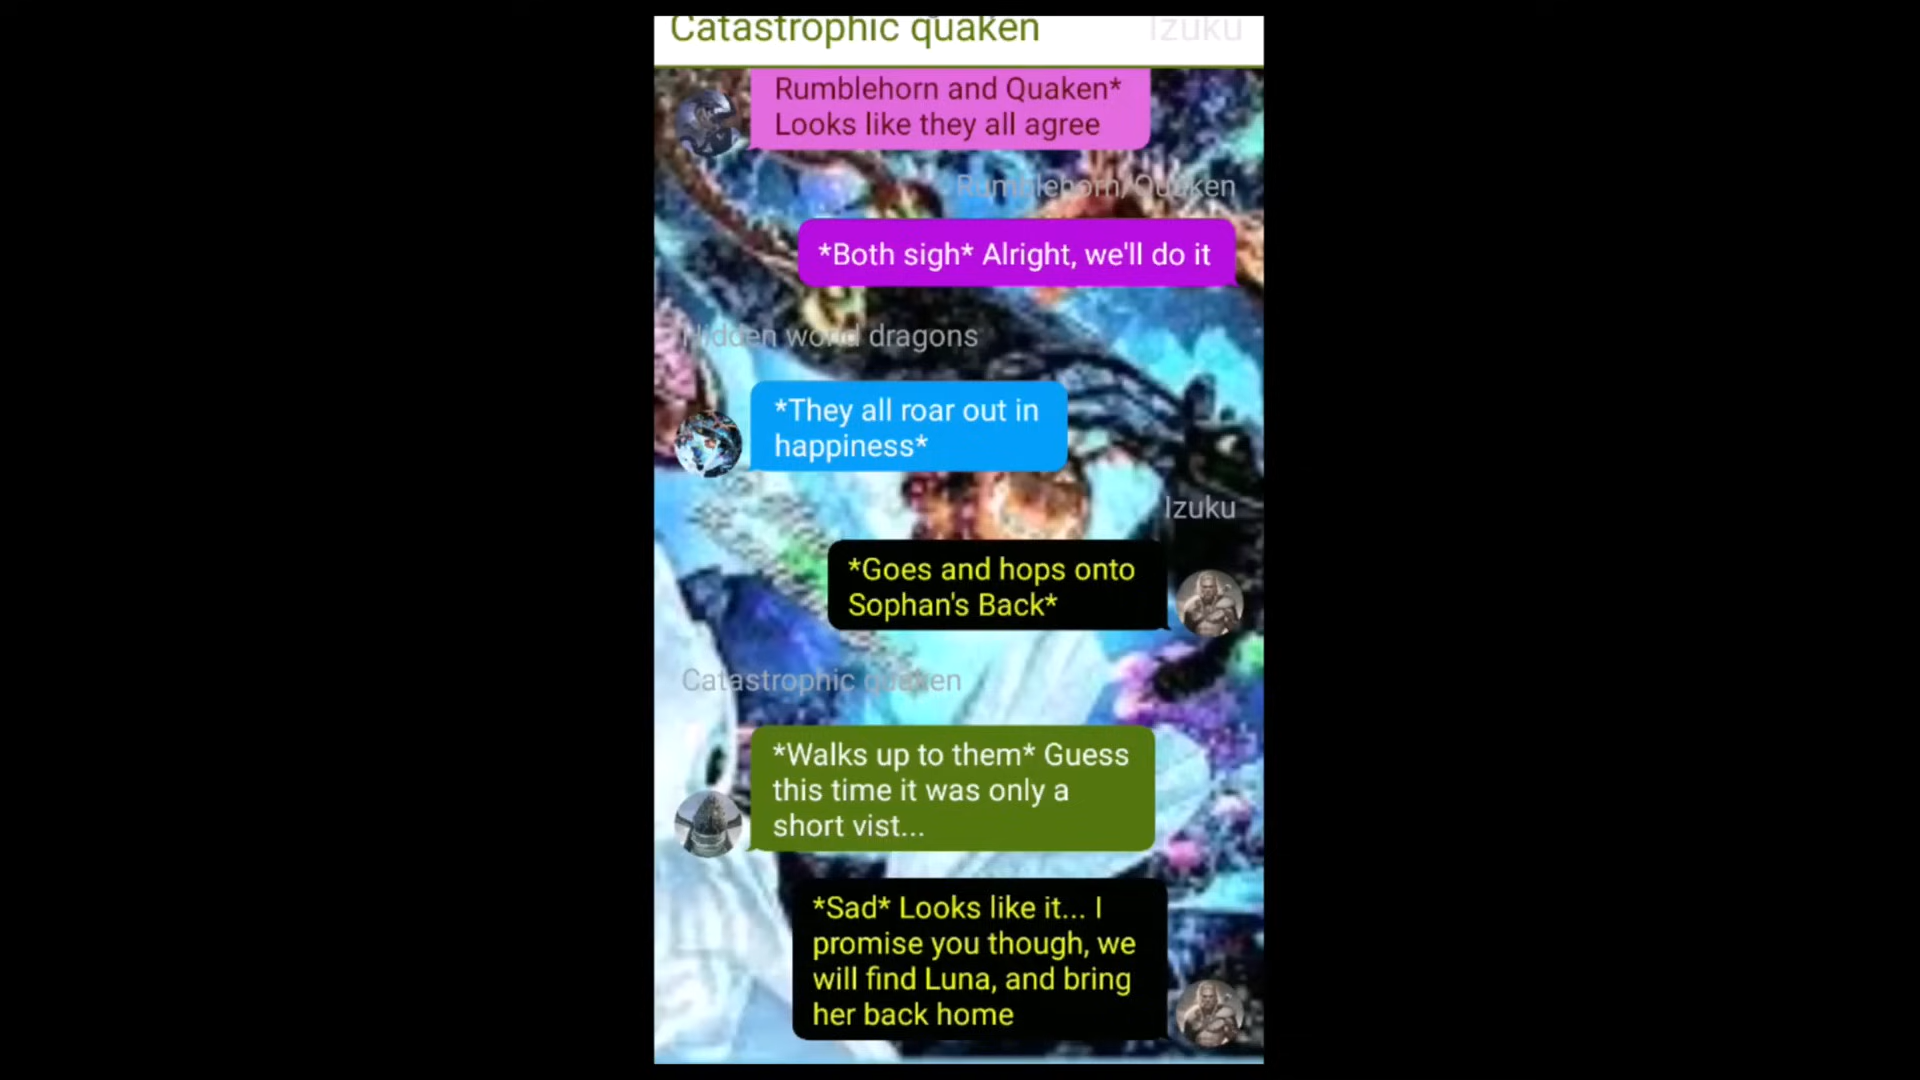 Catastrophic quaken
Izuku
Rumblehorn and Quaken*
Looks like they all agree
Rumblehorn/Quaken
*Both sigh* Alright, we'll do it
Hidden world dragons
*They all roar out in
happiness*
Izuku
*Goes and hops onto
Sophan's Back*
Catastrophic quaken
*Walks up to them* Guess
this time it was only a
short vist...
*Sad* Looks like it... I
promise you though, we
will find Luna, and bring
her back home